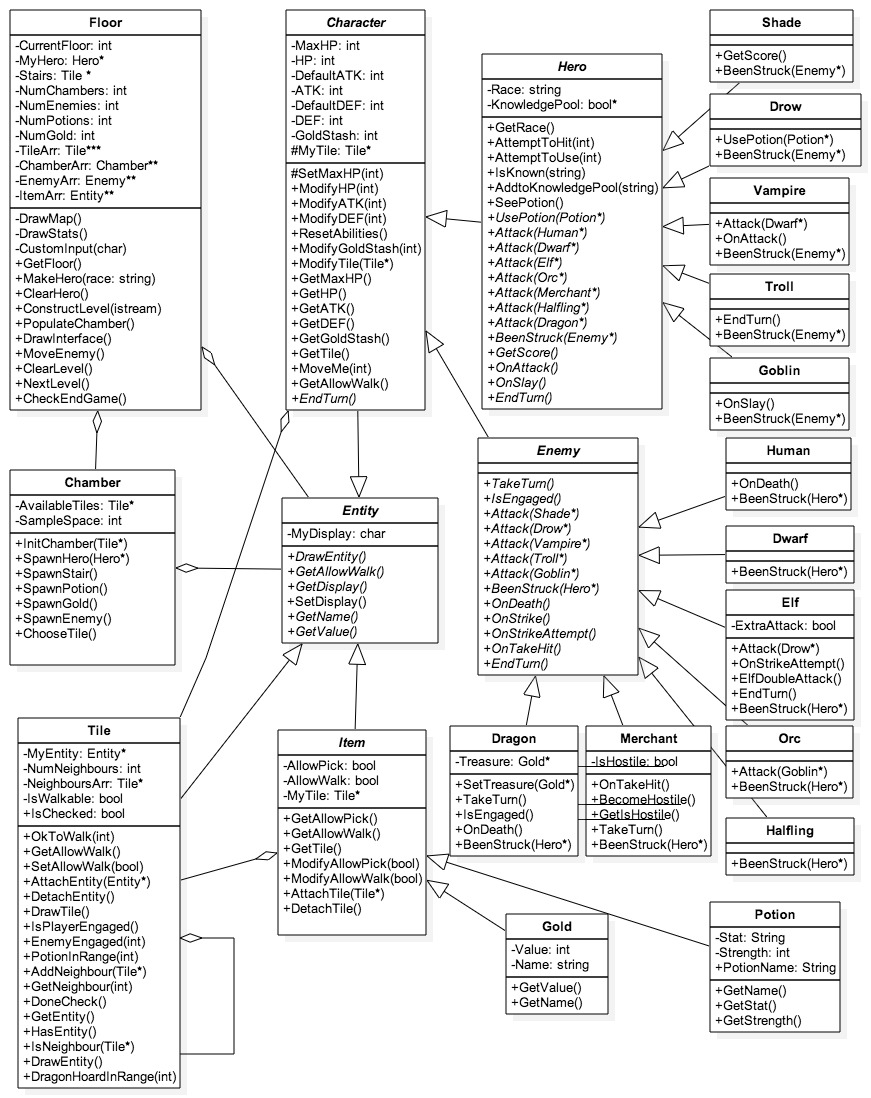 Floor
-CurrentFloor: int
-MyHero: Hero*
-Stairs: Tile *
-NumChambers: int
-NumEnemies: int
-NumPotions: int
-NumGold: int
-TileArr: Tile***
-ChamberArr: Chamber**
-EnemyArr: Enemy**
-ItemArr: Entity**
-DrawMap()
-DrawStats()
-CustomInput(char)
+GetFloor()
+MakeHero(race: string)
+ClearHero()
+ConstructLevel(istream)
+PopulateChamber()
+DrawInterface()
+MoveEnemy()
+ClearLevel()
+NextLevel()
+CheckEndGame()
Character
-MaxHP: int
-HP: int
-DefaultATK: int
-ATK: int
-DefaultDEF: int
-DEF: int
-GoldStash: int
#MyTile: Tile*
#SetMaxHP(int)
+ModifyHP(int)
+ModifyATK(int)
+ModifyDEF(int)
+ResetAbilities()
+ModifyGoldStash(int)
+ModifyTile(Tile*)
+GetMaxHP()
+GetHP()
+GetATK()
+GetDEF()
+GetGoldStash()
+GetTile()
+MoveMe(int)
+GetAllowWalk()
+EndTurn()
Hero
-Race: string
-KnowledgePool: bool*
+GetRace()
+AttemptToHit(int)
+AttemptToUse(int)
+IsKnown(string)
+AddtoKnowledgePool(string)
+SeePotion()
+UsePotion(Potion*)
+Attack(Human*)
+Attack(Dwarf*)
+Attack(Elf*)
+Attack(Orc*)
+Attack(Merchant*)
+Attack(Halfling*)
+Attack(Dragon*)
+BeenStruck(Enemy*)
+GetScore()
+OnAttack()
+OnSlay()
+EndTurn()
Shade
+GetScore()
+BeenStruck(Enemy*)
Drow
+UsePotion(Potion*)
+BeenStruck(Enemy*)
Vampire
+Attack(Dwarf*)
+OnAttack()
+BeenStruck(Enemy*)
Troll
+EndTurn()
+BeenStruck(Enemy*)
Goblin
+OnSlay()
+BeenStruck(Enemy*)
Chamber
-AvailableTiles: Tile*
-SampleSpace: int
+InitChamber(Tile*)
+SpawnHero(Hero*)
+SpawnStair()
+SpawnPotion()
+SpawnGold()
+SpawnEnemy()
+ChooseTile()
Entity
-MyDisplay: char
+DrawEntity()
+GetAllowWalk()
+GetDisplay()
+SetDisplay()
+GetName()
+GetValue()
Enemy
+TakeTurn()
+IsEngaged()
+Attack(Shade*)
+Attack(Drow*)
+Attack(Vampire*)
+Attack(Troll*)
+Attack(Goblin*)
+BeenStruck(Hero*)
+OnDeath()
+OnStrike()
+OnStrikeAttempt()
+OnTakeHit()
+EndTurn()
Human
+OnDeath()
+BeenStruck(Hero*)
Dwarf
+BeenStruck(Hero*)
Elf
-ExtraAttack: bool
+Attack(Drow*)
+OnStrikeAttempt()
+ElfDoubleAttack()
+EndTurn()
+BeenStruck(Hero*)
Orc
+Attack(Goblin*)
+BeenStruck(Hero*)
Halfling
+BeenStruck(Hero*)
Tile
-MyEntity: Entity*
-NumNeighbours: int
-NeighboursArr: Tile*
-IsWalkable: bool
+IsChecked: bool
+OkToWalk(int)
+GetAllowWalk()
+SetAllowWalk(bool)
+AttachEntity(Entity*)
+DetachEntity()
+DrawTile()
+IsPlayerEngaged()
+EnemyEngaged(int)
+PotionInRange(int)
+AddNeighbour(Tile*)
+GetNeighbour(int)
+DoneCheck()
+GetEntity()
+HasEntity()
+IsNeighbour(Tile*)
+DrawEntity()
+DragonHoardInRange(int)
Item
-AllowPick: bool
-AllowWalk: bool
-MyTile: Tile*
+GetAllowPick()
+GetAllowWalk()
+GetTile()
+ModifyAllowPick(bool)
+ModifyAllowWalk(bool)
+AttachTile(Tile*)
+DetachTile()
Dragon
-Treasure: Gold*
+SetTreasure(Gold*)
+TakeTurn()
+IsEngaged()
+OnDeath()
+BeenStruck(Hero*)
Merchant
-IsHostile: bool
+OnTakeHit()
+BecomeHostile()
+GetIsHostile()
+TakeTurn()
+BeenStruck(Hero*)
Gold
-Value: int
-Name: string
+GetValue()
+GetName()
Potion
-Stat: String
-Strength: int
+PotionName: String
+GetName()
+GetStat()
+GetStrength()